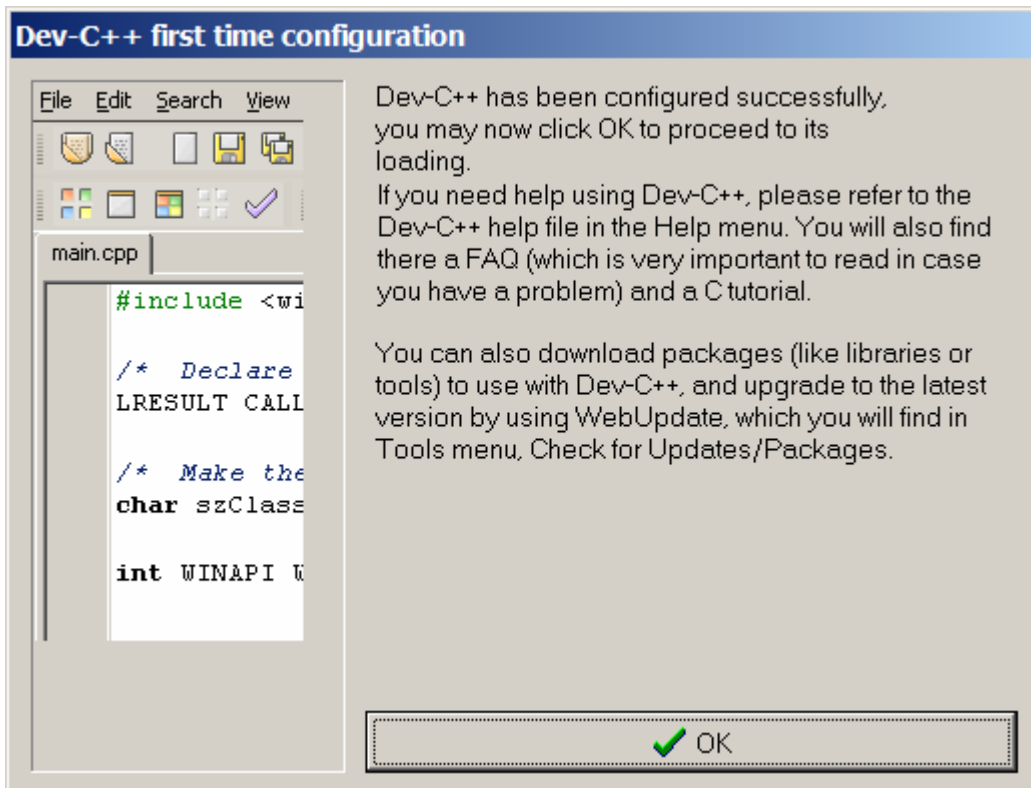 Dev-C++ first time configuration
File Edit Search View
main.cpp
#include <wi
/* Declare
LRESULT CALL
/* Make the
char szClass
int WINAPI W
Dev-C++ has been configured successfully,
you may now click OK to proceed to its
loading.
If you need help using Dev-C++, please refer to the
Dev-C++ help file in the Help menu. You will also find
there a FAQ (which is very important to read in case
you have a problem) and a C tutorial.
You can also download packages (like libraries or
tools) to use with Dev-C++, and upgrade to the latest
version by using WebUpdate, which you will find in
Tools menu, Check for Updates/Packages.
OK